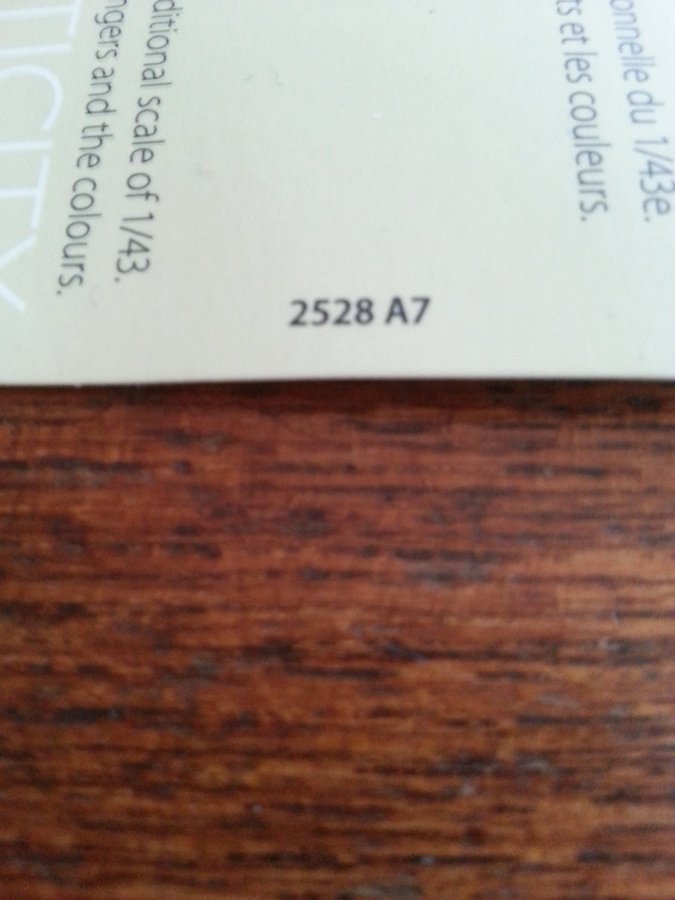 onnelle du 1/43e.
ts et les couleurs.
ditional scale of 1/43.
ngers and the colours.
TICITY
2528 A7